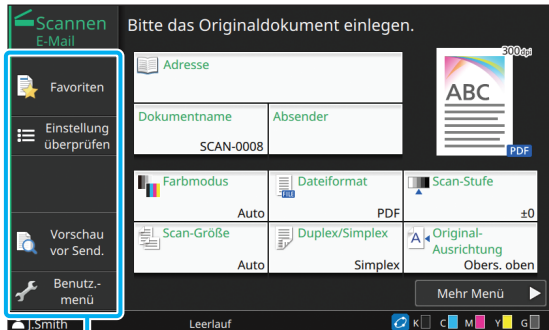 Scannen
E-Mail
Bitte das Originaldokument einlegen.
Favoriten
Einstellung
überprüfen
Vorschau
vor Send.
Benutz.-
menü
Adresse
Dokumentname
SCAN-0008
Absender
300dpi
ABC
PDF
Farbmodus
Auto
Dateiformat
FILE
PDF
Scan-Stufe
±0
Scan-Größe
Auto
Duplex/Simplex
Simplex
A
Original-
Ausrichtung
Obers. oben
Mehr Menü
J.Smith
Leerlauf
K
C
M
Y
G